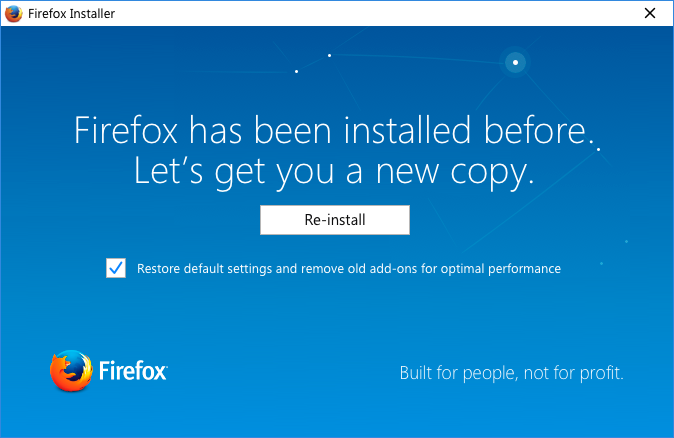 Firefox Installer
Firefox has been installed before.
Let's get you a new copy.
Re-install
Restore default settings and remove old add-ons for optimal performance
Firefox
Built for people, not for profit.